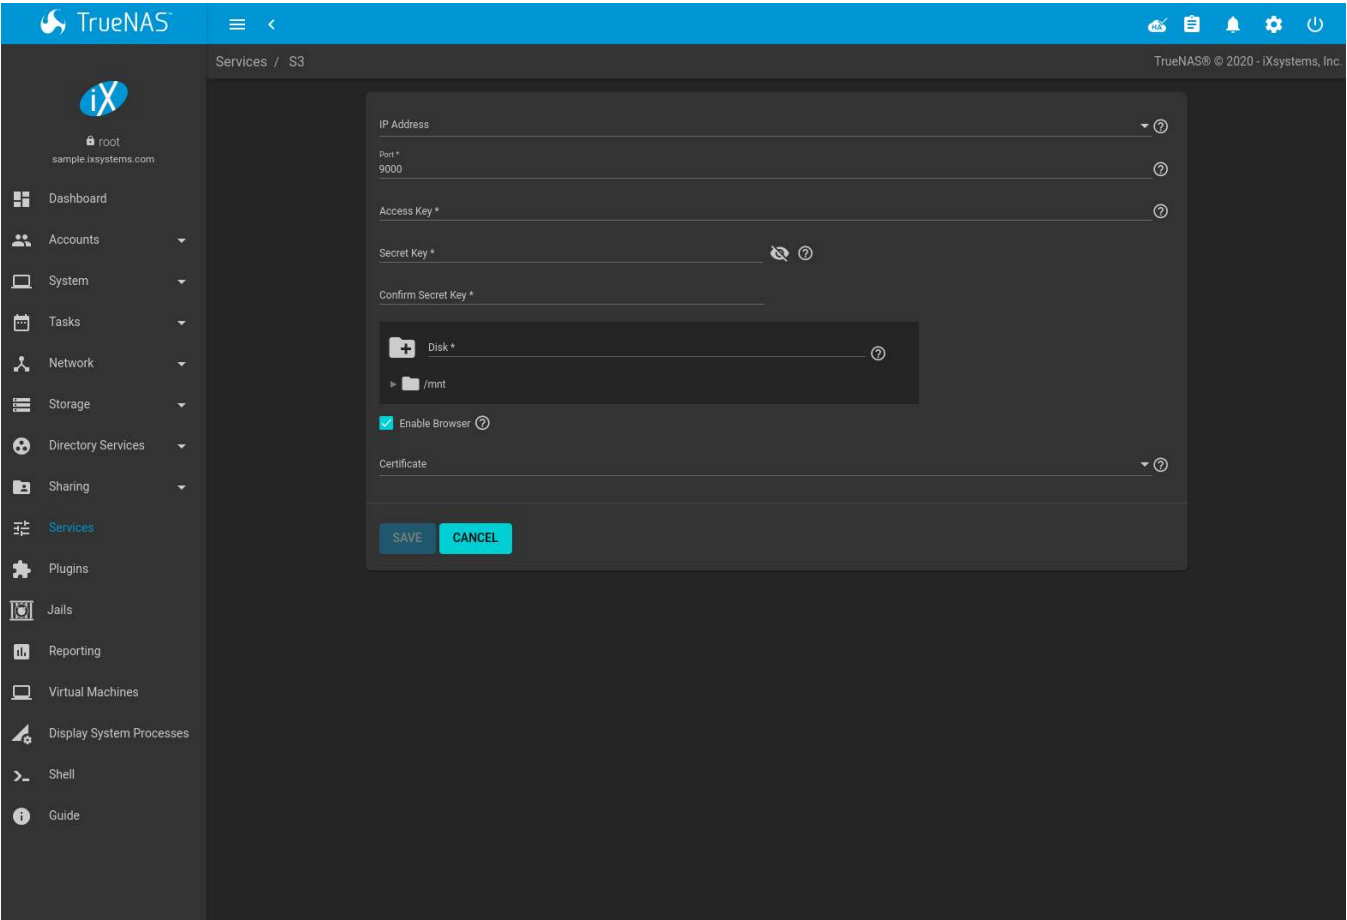 TrueNAS™
HA
Services / S3
TrueNAS® © 2020 - iXsystems, Inc.
iX
root
sample.ixsystems.com
Dashboard
Accounts
System
Tasks
Network
Storage
Directory Services
Sharing
Services
Plugins
Jails
Reporting
Virtual Machines
Display System Processes
Shell
Guide
IP Address
Port *
9000
Access Key *
Secret Key *
Confirm Secret Key *
Disk *
/mnt
Enable Browser
Certificate
SAVE
CANCEL